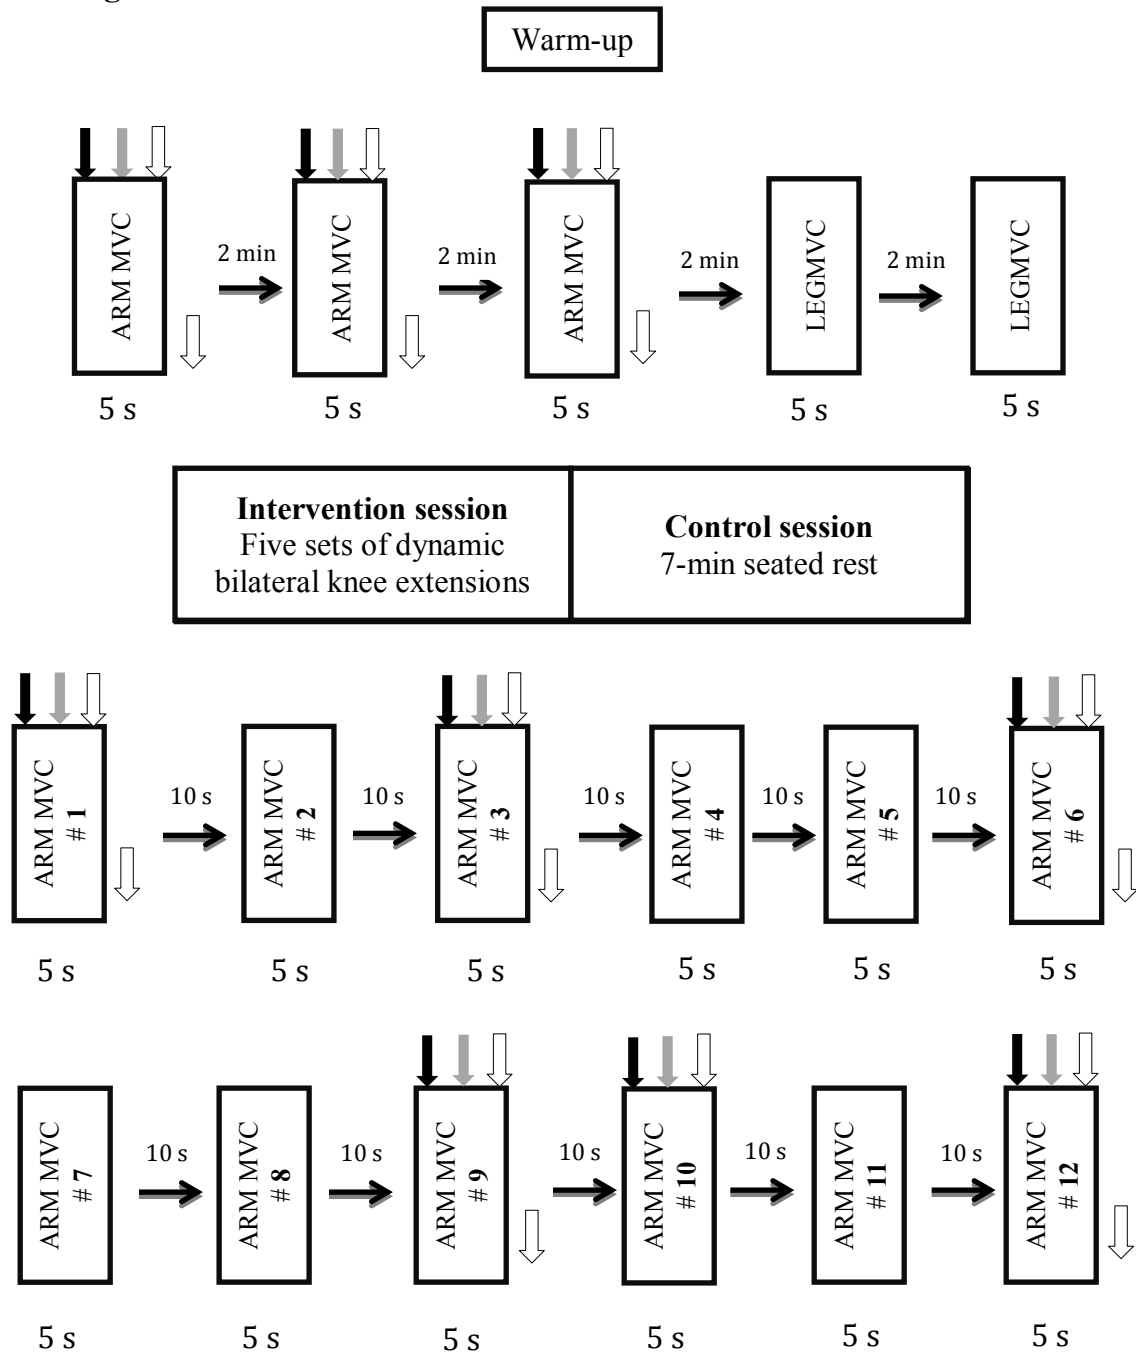 Warm-up
ARM MVC
ARM MVC
ARM MVC
LEGMVC
LEGMVC
2 min
2 min
2 min
2 min
5 s
5 s
5 s
5 s
5 s
Intervention session
Five sets of dynamic
bilateral knee extensions
Control session
7-min seated rest
ARM MVC
# 1
ARM MVC
# 2
ARM MVC
# 3
ARM MVC
# 4
ARM MVC
# 5
ARM MVC
# 6
10 s
10 s
10 s
10 s
10 s
5 s
5 s
5 s
5 s
5 s
5 s
ARM MVC
# 7
ARM MVC
# 8
ARM MVC
# 9
ARM MVC
# 10
ARM MVC
# 11
ARM MVC
# 12
10 s
10 s
10 s
10 s
10 s
5 s
5 s
5 s
5 s
5 s
5 s